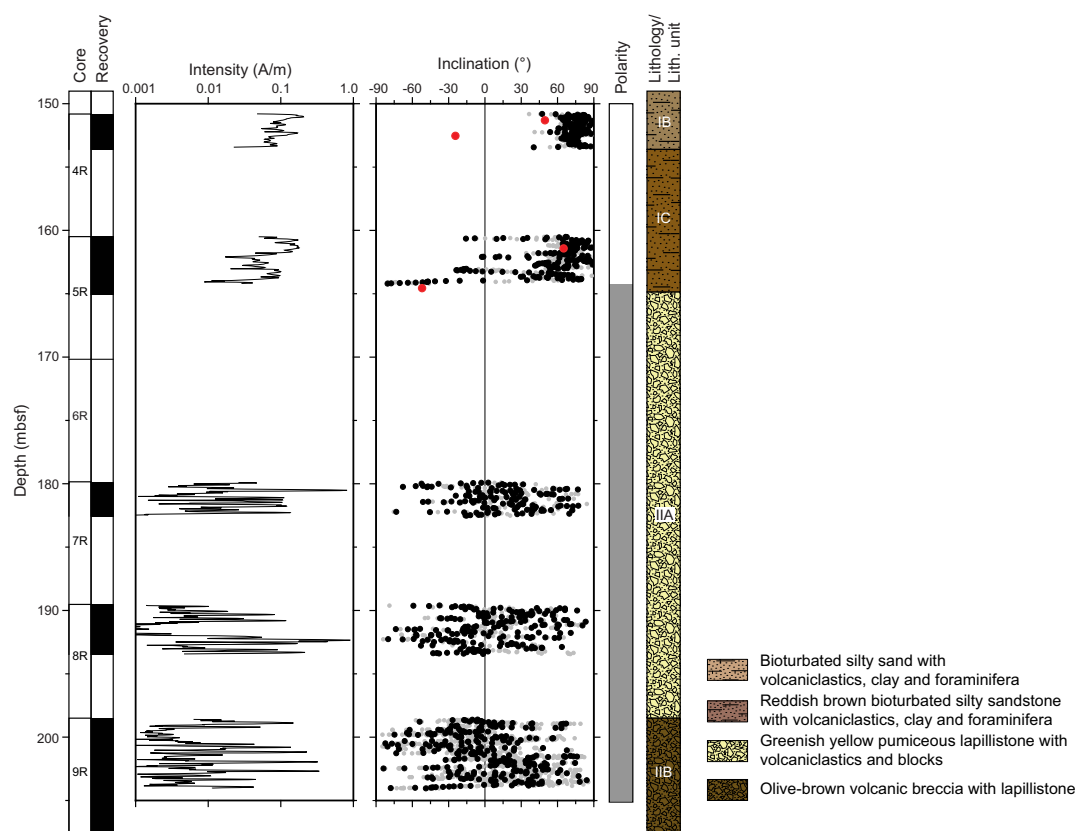 Core
Recovery
Intensity (A/m)
0.001 0.01 0.1 1.0
Inclination (°)
-90 -60 -30 0 30 60 90
Polarity
Lithology/
Lith. unit
Depth (mbsf)
150
160
170
180
190
200
4R
5R
6R
7R
8R
9R
IB
IC
IIA
IIB
Bioturbated silty sand with
volcaniclastics, clay and foraminifera
Reddish brown bioturbated silty sandstone
with volcaniclastics, clay and foraminifera
Greenish yellow pumiceous lapillistone with
volcaniclastics and blocks
Olive-brown volcanic breccia with lapillistone